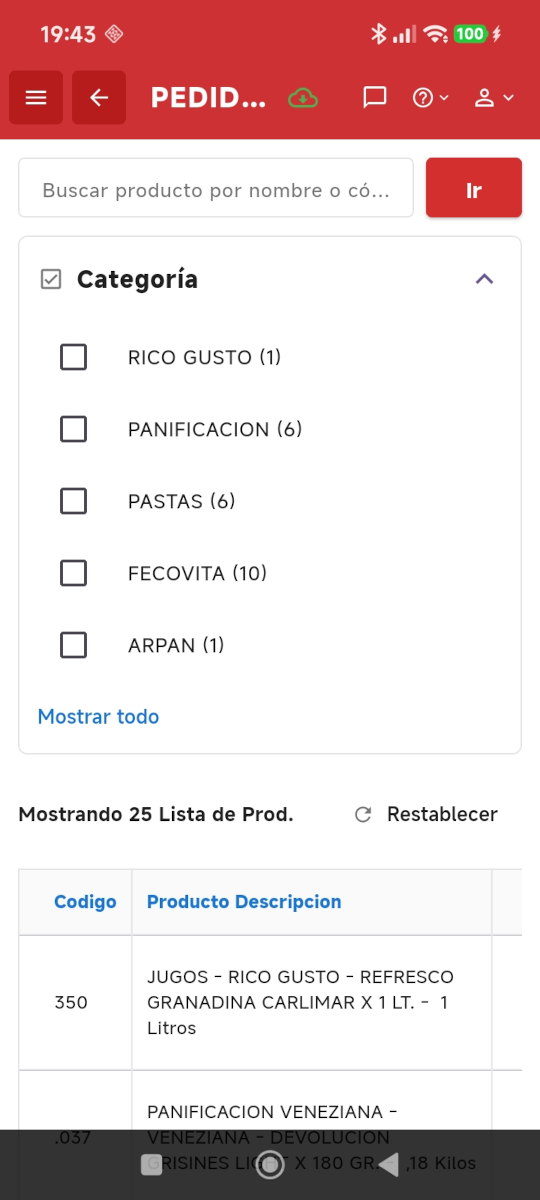 19:43
100
PEDID...
Buscar producto por nombre o có...
Ir
Categoría
RICO GUSTO (1)
PANIFICACION (6)
PASTAS (6)
FECOVITA (10)
ARPAN (1)
Mostrar todo
Mostrando 25 Lista de Prod.
Restablecer
Codigo
Producto Descripcion
350
JUGOS - RICO GUSTO - REFRESCO
GRANADINA CARLIMAR X 1 LT. - 1
Litros
.037
PANIFICACION VENEZIANA -
VENEZIANA - DEVOLUCION
GRISINES LIGHT X 180 GR. - ,18 Kilos